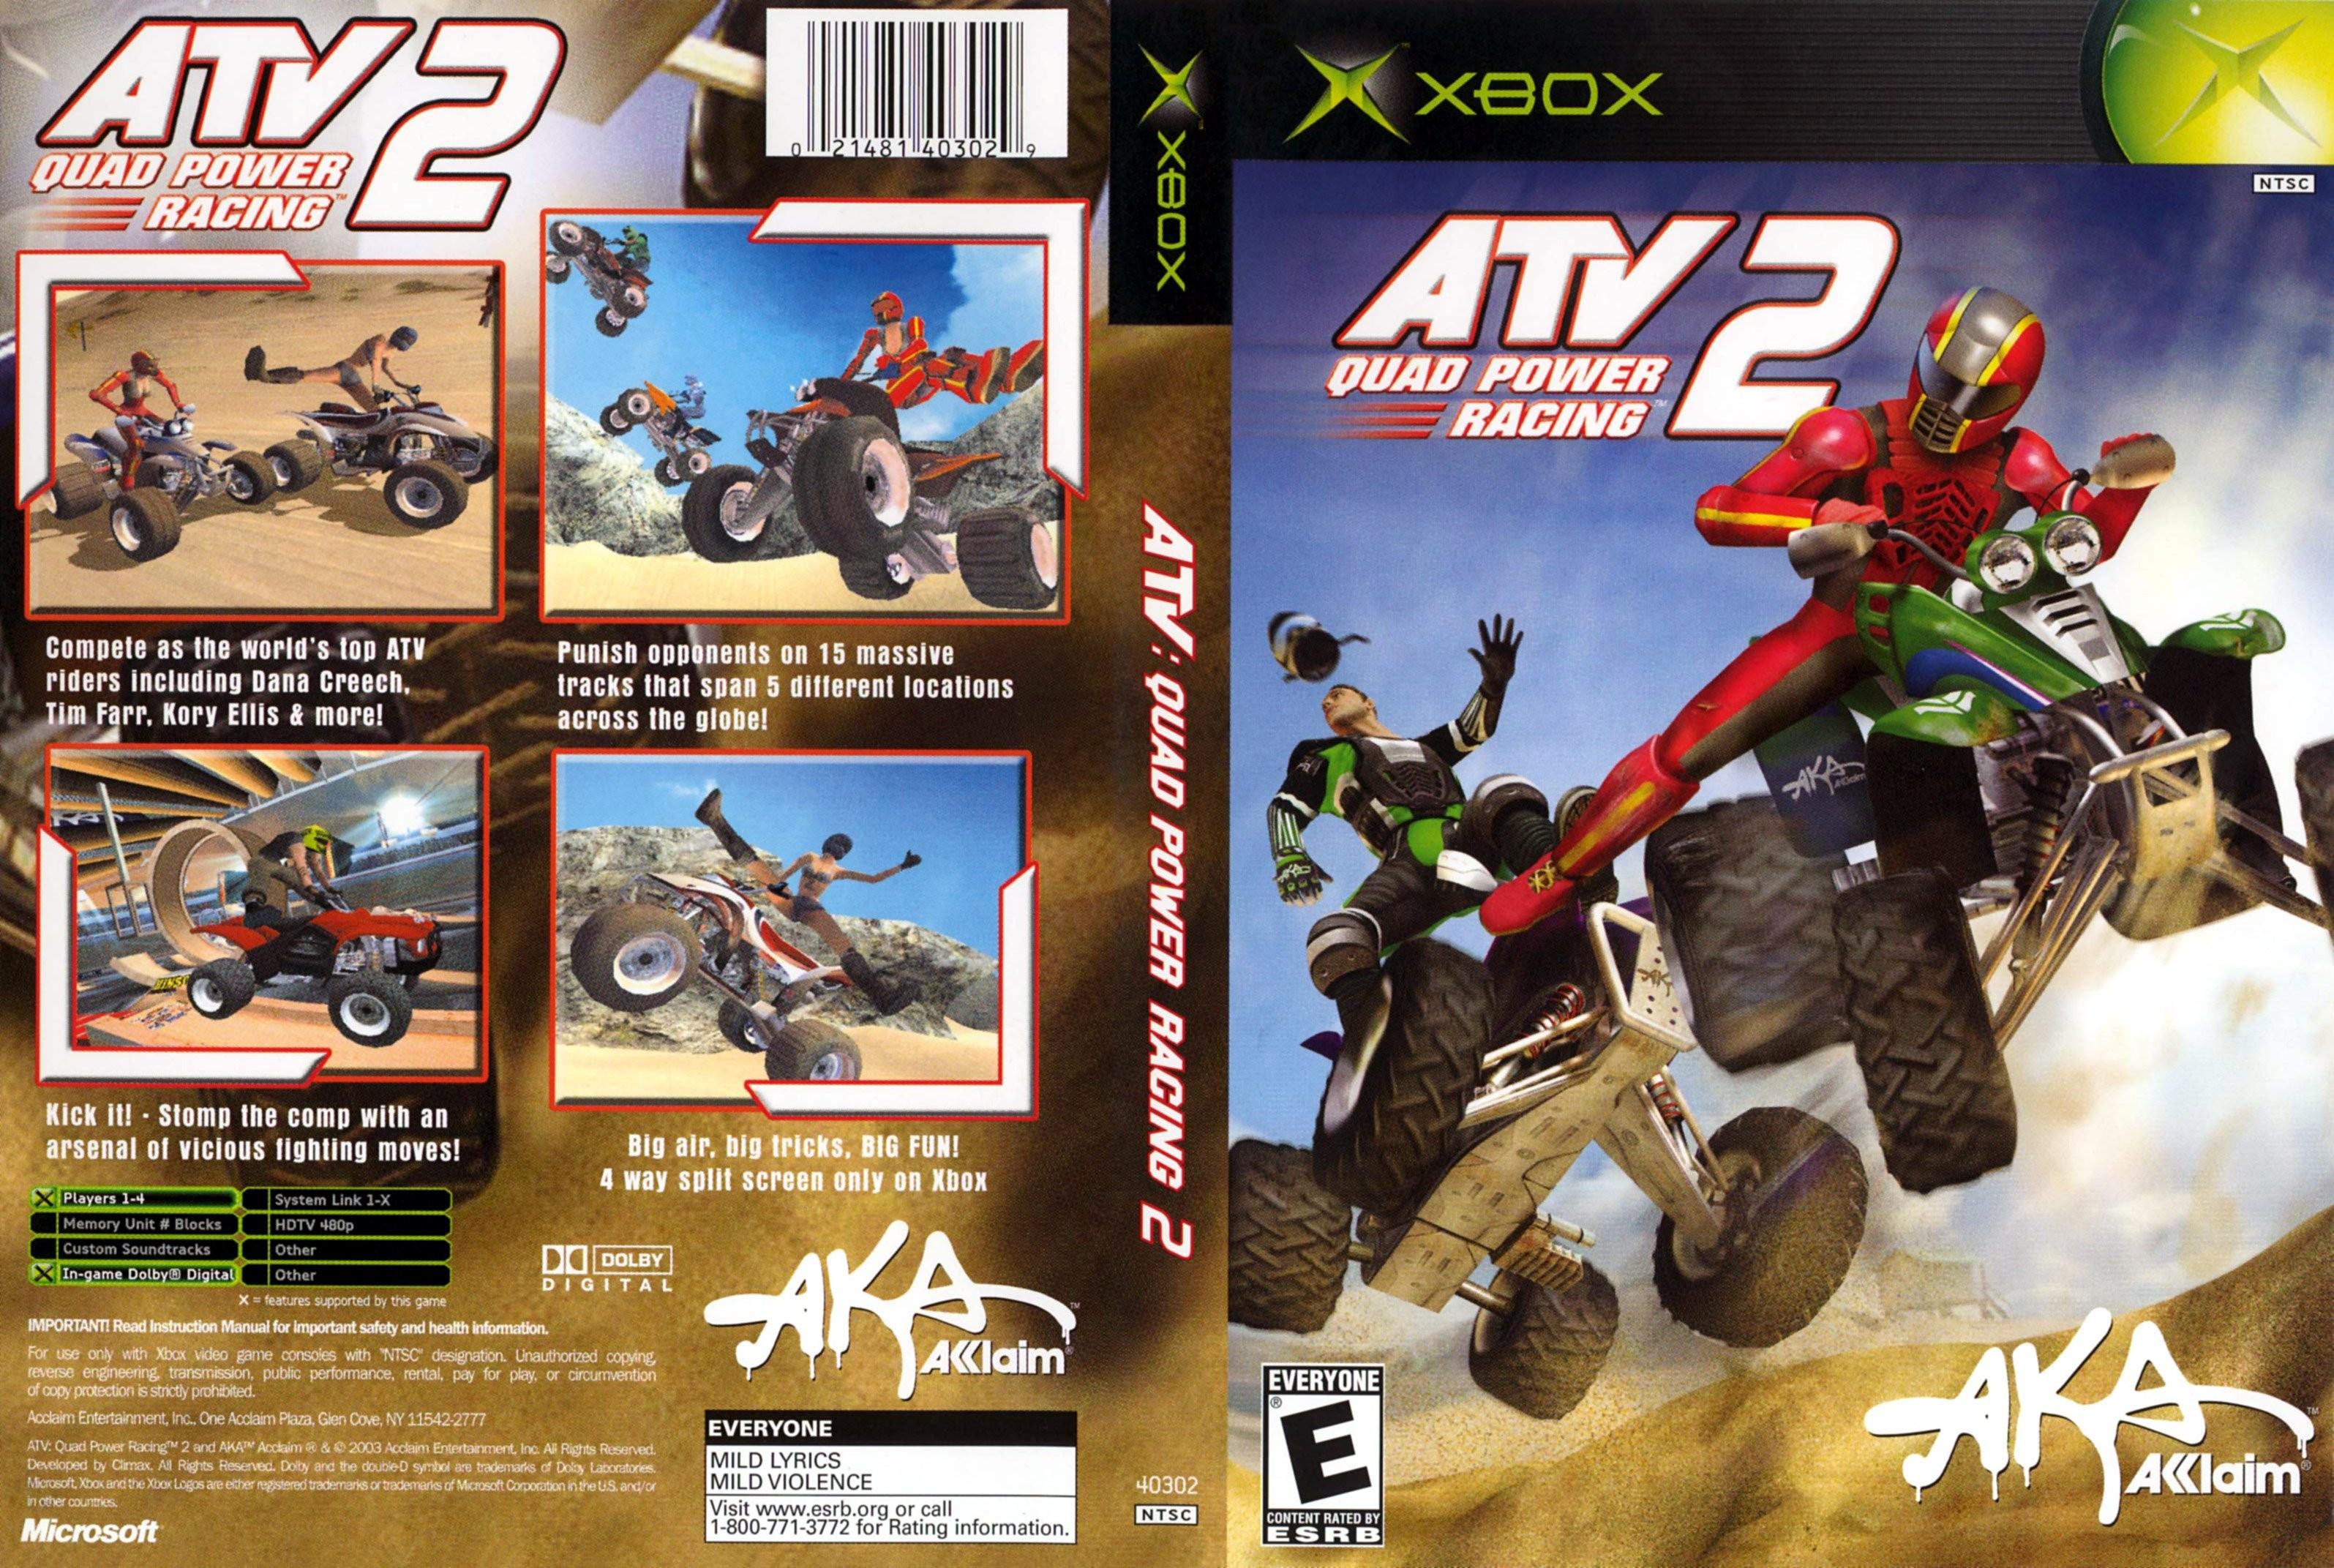 ATV 2
QUAD POWER
RACING™
0 21481 40302 9
Compete as the world's top ATV
riders including Dana Creech,
Tim Farr, Kory Ellis & more!
Punish opponents on 15 massive
tracks that span 5 different locations
across the globe!
Kick it! - Stomp the comp with an
arsenal of vicious fighting moves!
Big air, big tricks, BIG FUN!
4 way split screen only on Xbox
X Players 1-4
System Link 1-X
Memory Unit # Blocks
HDTV 480p
Custom Soundtracks
Other
X In-game Dolby® Digital
Other
X = features supported by this game
DOLBY
DIGITAL
AKA™
AKKlaim®
IMPORTANT! Read Instruction Manual for important safety and health information.
For use only with Xbox video game consoles with "NTSC" designation. Unauthorized copying,
reverse engineering, transmission, public performance, rental, pay for play, or circumvention
of copy protection is strictly prohibited.
Acclaim Entertainment, Inc., One Acclaim Plaza, Glen Cove, NY 11542-2777
ATV: Quad Power Racing™ 2 and AKA™ Acclaim ® & © 2003 Acclaim Entertainment, Inc. All Rights Reserved.
Developed by Climax. All Rights Reserved. Dolby and the double-D symbol are trademarks of Dolby Laboratories.
Microsoft, Xbox and the Xbox Logos are either registered trademarks or trademarks of Microsoft Corporation in the U.S. and/or
in other countries.
Microsoft
EVERYONE
MILD LYRICS
MILD VIOLENCE
Visit www.esrb.org or call
1-800-771-3772 for Rating information.
XBOX
ATV: QUAD POWER RACING 2
40302
NTSC
XBOX™
NTSC
ATV 2
QUAD POWER
RACING™
AKA
AKKlaim
EVERYONE
E®
CONTENT RATED BY
ESRB
AKA™
AKKlaim®